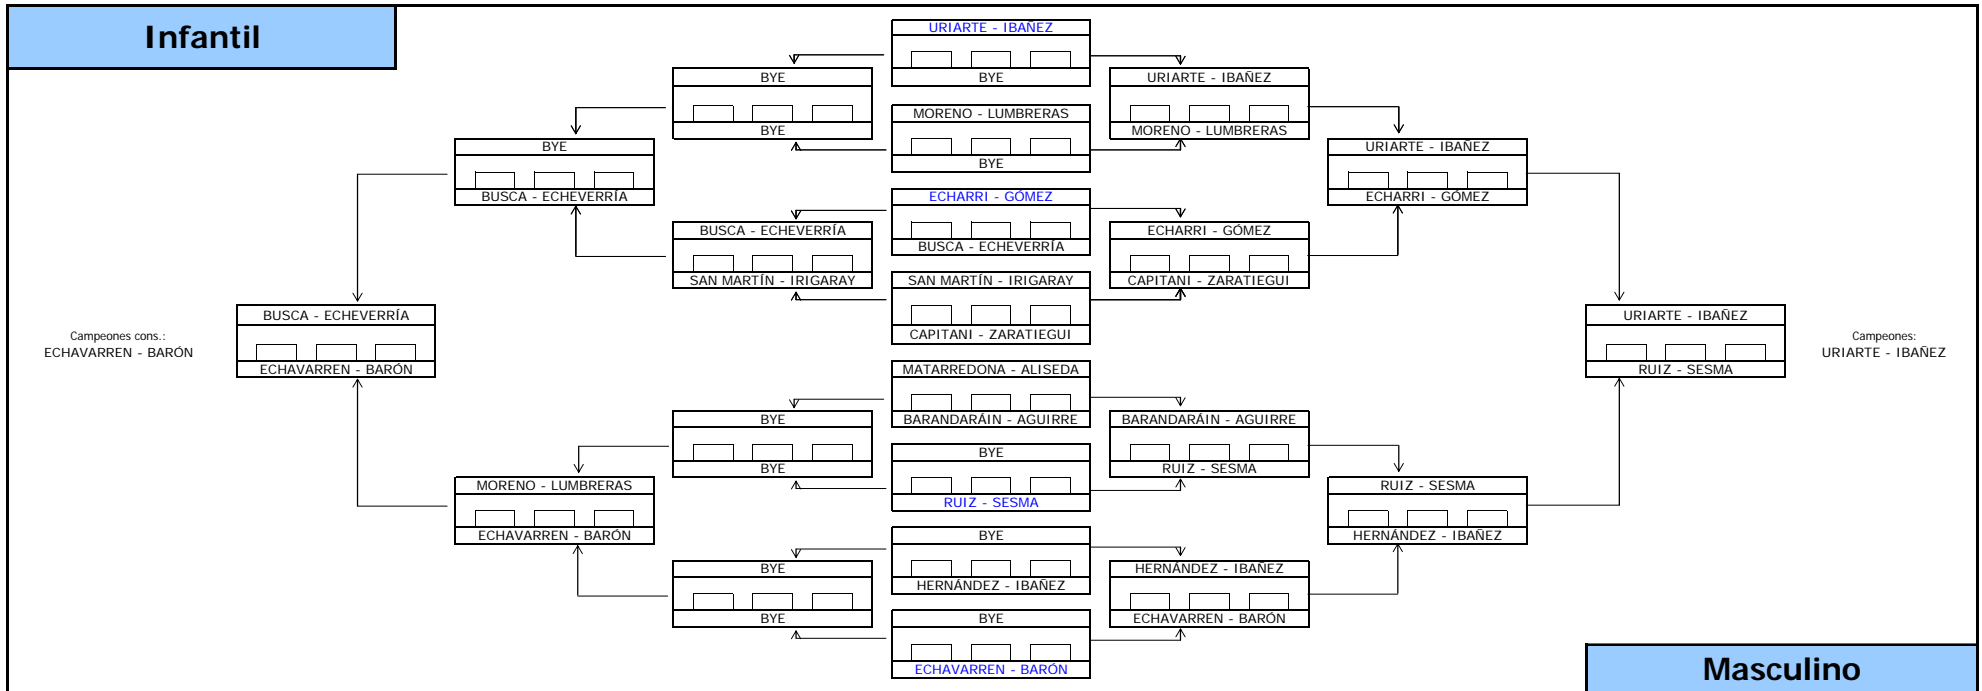 Infantil
URIARTE - IBAÑEZ
BYE
MORENO - LUMBRERAS
BYE
ECHARRI - GÓMEZ
BUSCA - ECHEVERRÍA
SAN MARTÍN - IRIGARAY
CAPITANI - ZARATIEGUI
MATARREDONA - ALISEDA
BARANDARÁIN - AGUIRRE
BYE
RUIZ - SESMA
BYE
HERNÁNDEZ - IBAÑEZ
BYE
ECHAVARREN - BARÓN
BYE
BYE
BUSCA - ECHEVERRÍA
SAN MARTÍN - IRIGARAY
BYE
BYE
BYE
BYE
BYE
BUSCA - ECHEVERRÍA
MORENO - LUMBRERAS
ECHAVARREN - BARÓN
BUSCA - ECHEVERRÍA
ECHAVARREN - BARÓN
Campeones cons.:
ECHAVARREN - BARÓN
URIARTE - IBAÑEZ
MORENO - LUMBRERAS
ECHARRI - GÓMEZ
CAPITANI - ZARATIEGUI
BARANDARÁIN - AGUIRRE
RUIZ - SESMA
HERNÁNDEZ - IBAÑEZ
ECHAVARREN - BARÓN
URIARTE - IBAÑEZ
ECHARRI - GÓMEZ
RUIZ - SESMA
HERNÁNDEZ - IBAÑEZ
URIARTE - IBAÑEZ
RUIZ - SESMA
Campeones:
URIARTE - IBAÑEZ
Masculino